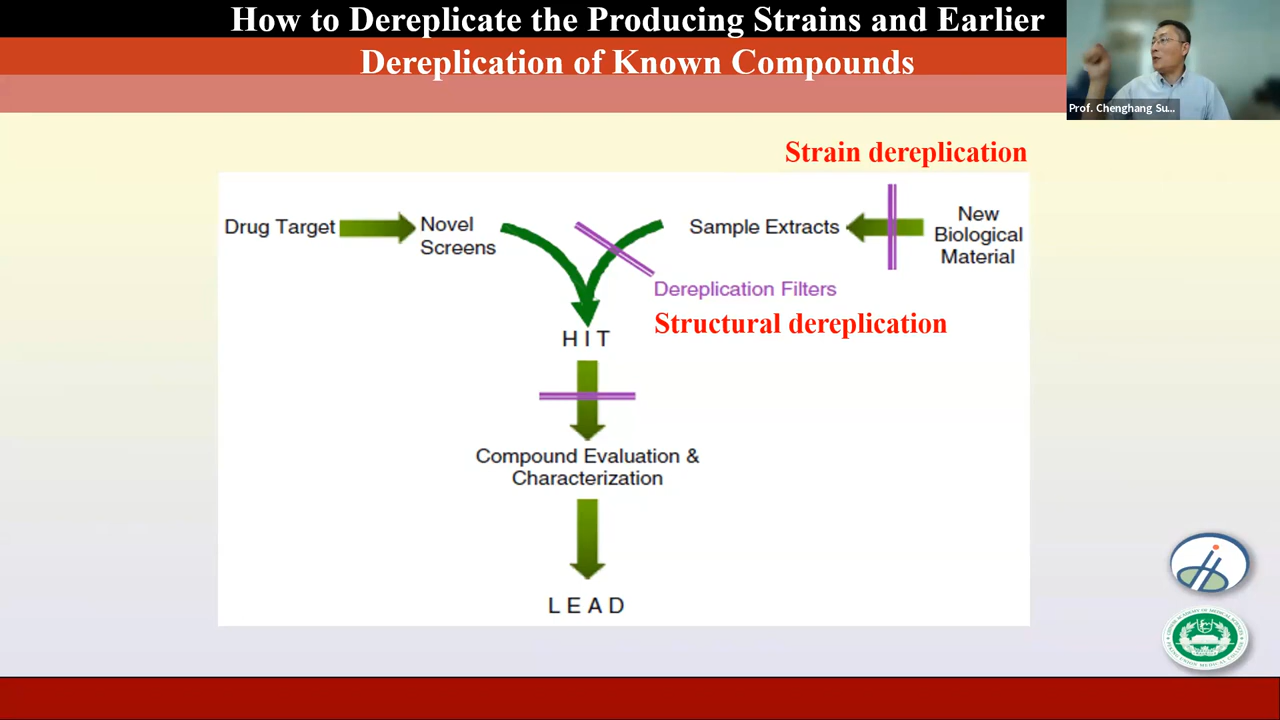 How to Dereplicate the Producing Strains and Earlier
Dereplication of Known Compounds
Prof. Chenghang Su...
Strain dereplication
Drug Target
Novel
Screens
Sample Extracts
New
Biological
Material
Dereplication Filters
Structural dereplication
HIT
Compound Evaluation &
Characterization
LEAD